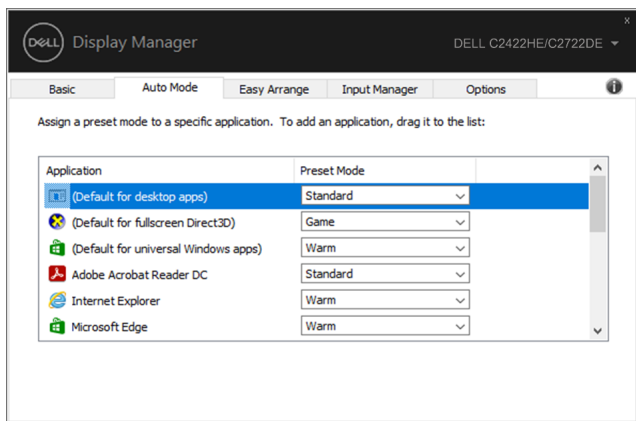 x
DELL Display Manager DELL C2422HE/C2722DE
Basic Auto Mode Easy Arrange Input Manager Options i
Assign a preset mode to a specific application. To add an application, drag it to the list:
Application Preset Mode
(Default for desktop apps) Standard
(Default for fullscreen Direct3D) Game
(Default for universal Windows apps) Warm
Adobe Acrobat Reader DC Standard
Internet Explorer Warm
Microsoft Edge Warm